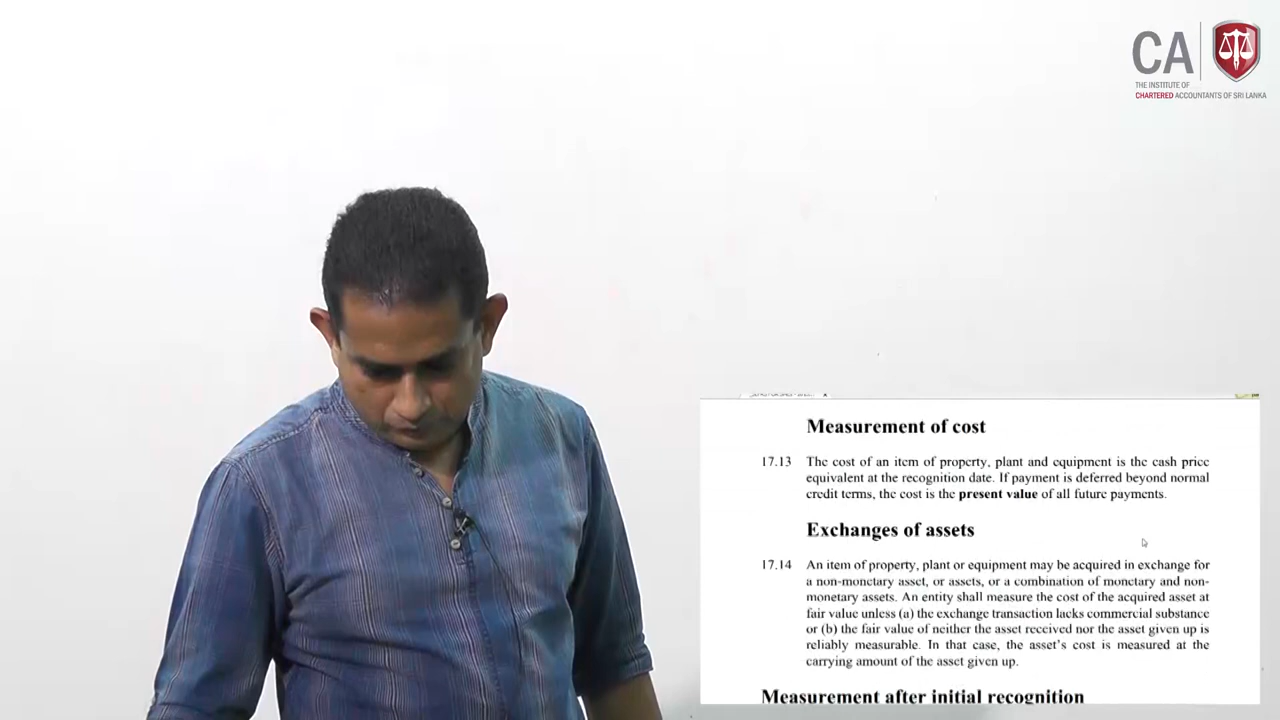 CA
THE INSTITUTE OF
CHARTERED ACCOUNTANTS OF SRI LANKA
Measurement of cost
17.13 The cost of an item of property, plant and equipment is the cash price
equivalent at the recognition date. If payment is deferred beyond normal
credit terms, the cost is the present value of all future payments.
Exchanges of assets
17.14 An item of property, plant or equipment may be acquired in exchange for
a non-monetary asset, or assets, or a combination of monetary and non-
monetary assets. An entity shall measure the cost of the acquired asset at
fair value unless (a) the exchange transaction lacks commercial substance
or (b) the fair value of neither the asset received nor the asset given up is
reliably measurable. In that case, the asset's cost is measured at the
carrying amount of the asset given up.
Measurement after initial recognition